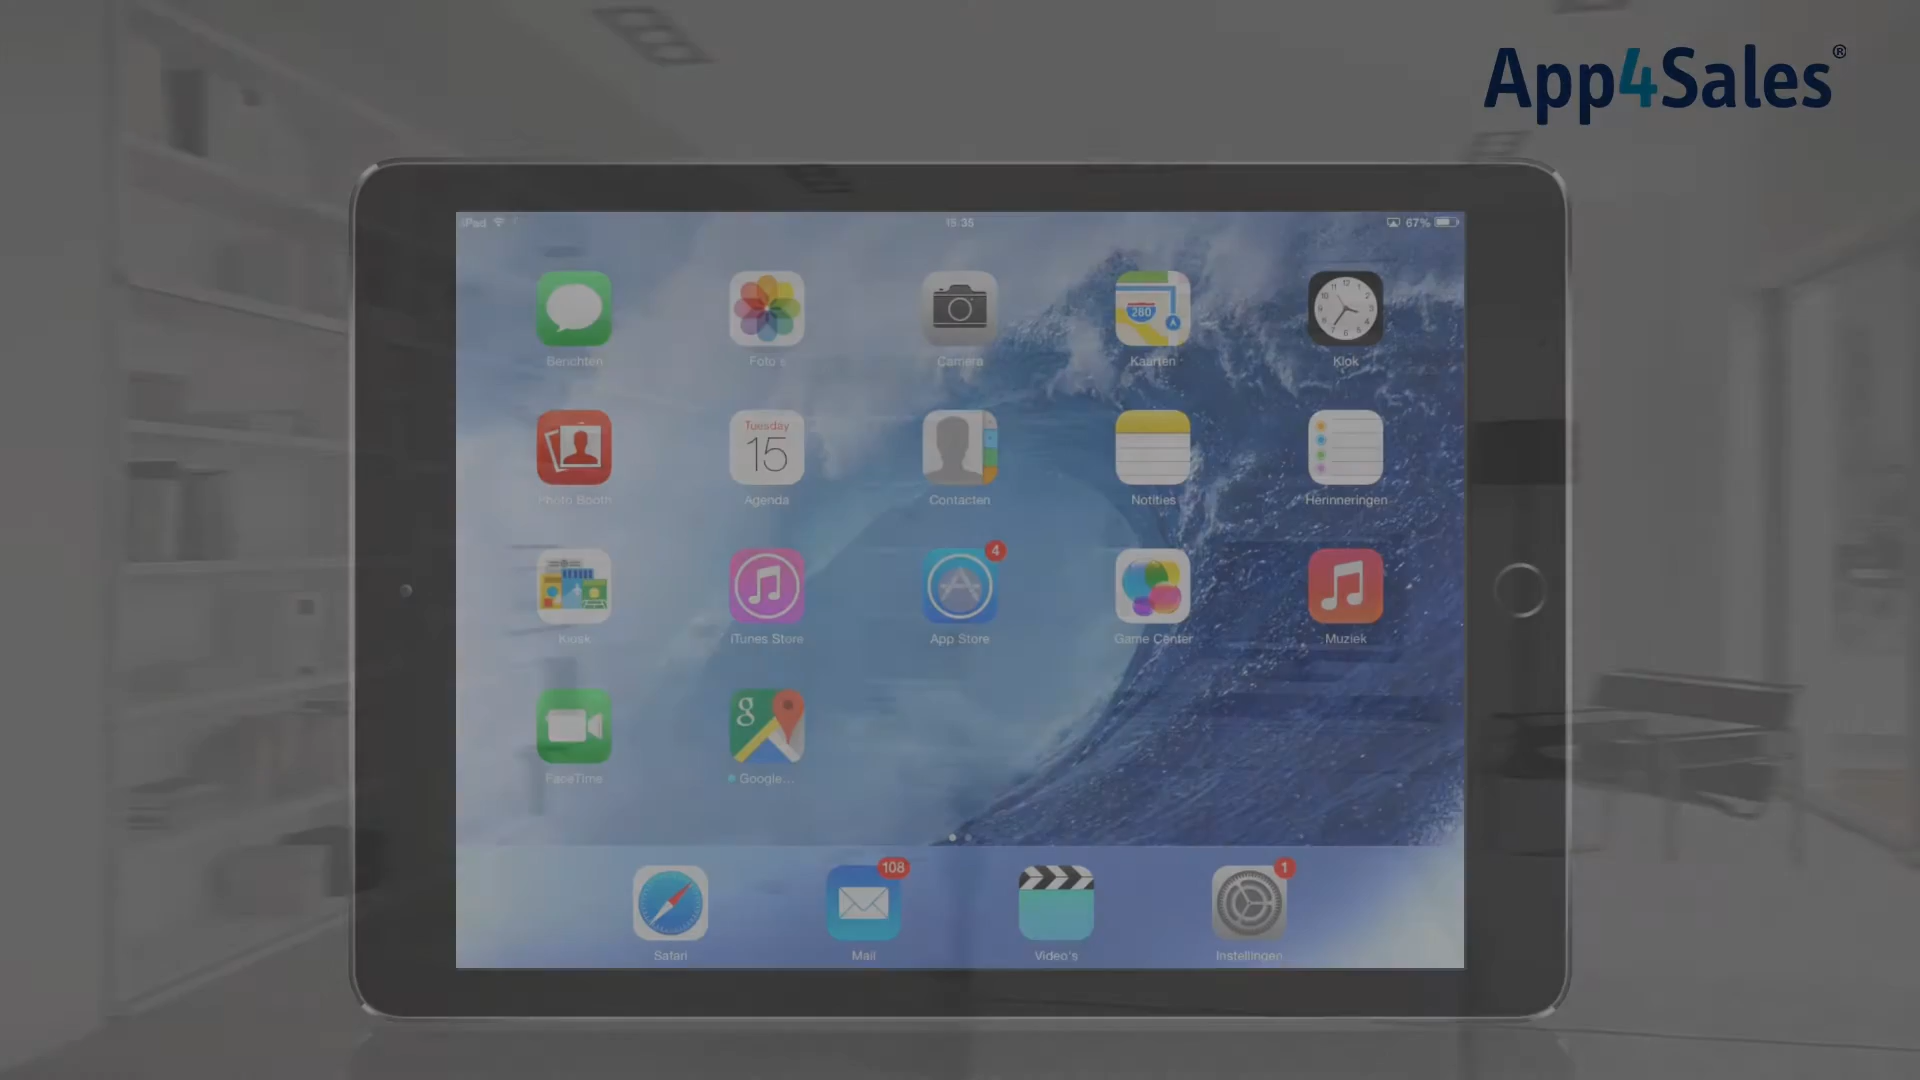 App4Sales®
iPad
15:35
67%
280
Berichten
Foto's
Camera
Kaarten
Klok
Tuesday
15
Photo Booth
Agenda
Contacten
Notities
Herinneringen
4
Kiosk
iTunes Store
App Store
Game Center
Muziek
g
FaceTime
Google...
108
1
Safari
Mail
Video's
Instellingen